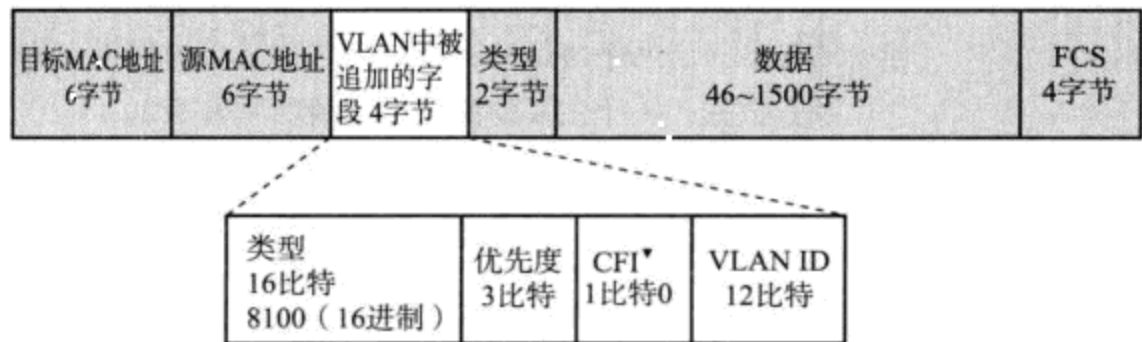 目标MAC地址
6字节
源MAC地址
6字节
VLAN中被
追加的字
段 4字节
类型
2字节
数据
46~1500字节
FCS
4字节
类型
16比特
8100（16进制）
优先度
3比特
CFI▼
1比特0
VLAN ID
12比特